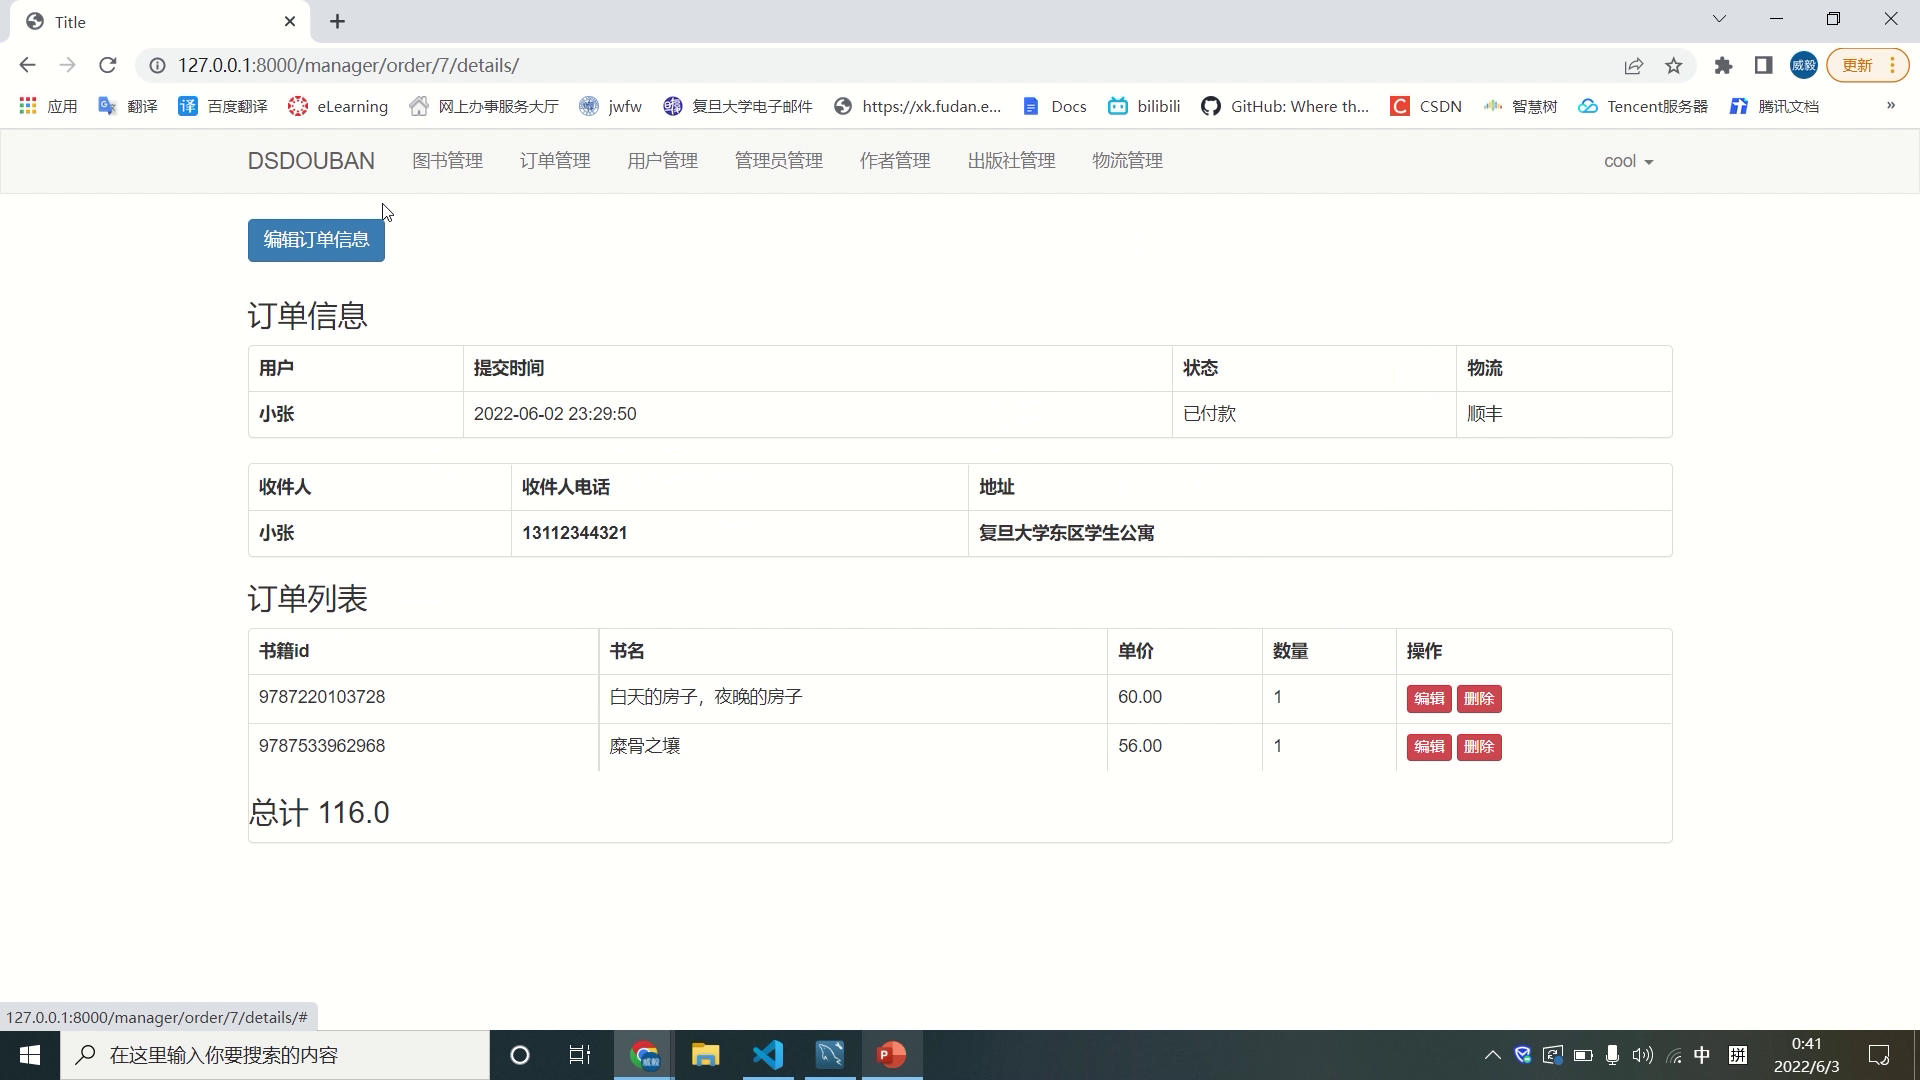 Title
127.0.0.1:8000/manager/order/7/details/
威毅
更新
应用
翻译
百度翻译
eLearning
网上办事服务大厅
jwfw
复旦大学电子邮件
https://xk.fudan.e...
Docs
bilibili
GitHub: Where th...
CSDN
智慧树
Tencent服务器
腾讯文档
»
DSDOUBAN 图书管理 订单管理 用户管理 管理员管理 作者管理 出版社管理 物流管理 cool
编辑订单信息
订单信息
用户 提交时间 状态 物流
小张 2022-06-02 23:29:50 已付款 顺丰
收件人 收件人电话 地址
小张 13112344321 复旦大学东区学生公寓
订单列表
书籍id 书名 单价 数量 操作
9787220103728 白天的房子，夜晚的房子 60.00 1 编辑 删除
9787533962968 糜骨之壤 56.00 1 编辑 删除
总计 116.0
127.0.0.1:8000/manager/order/7/details/#
在这里输入你要搜索的内容
中
拼
0:41
2022/6/3